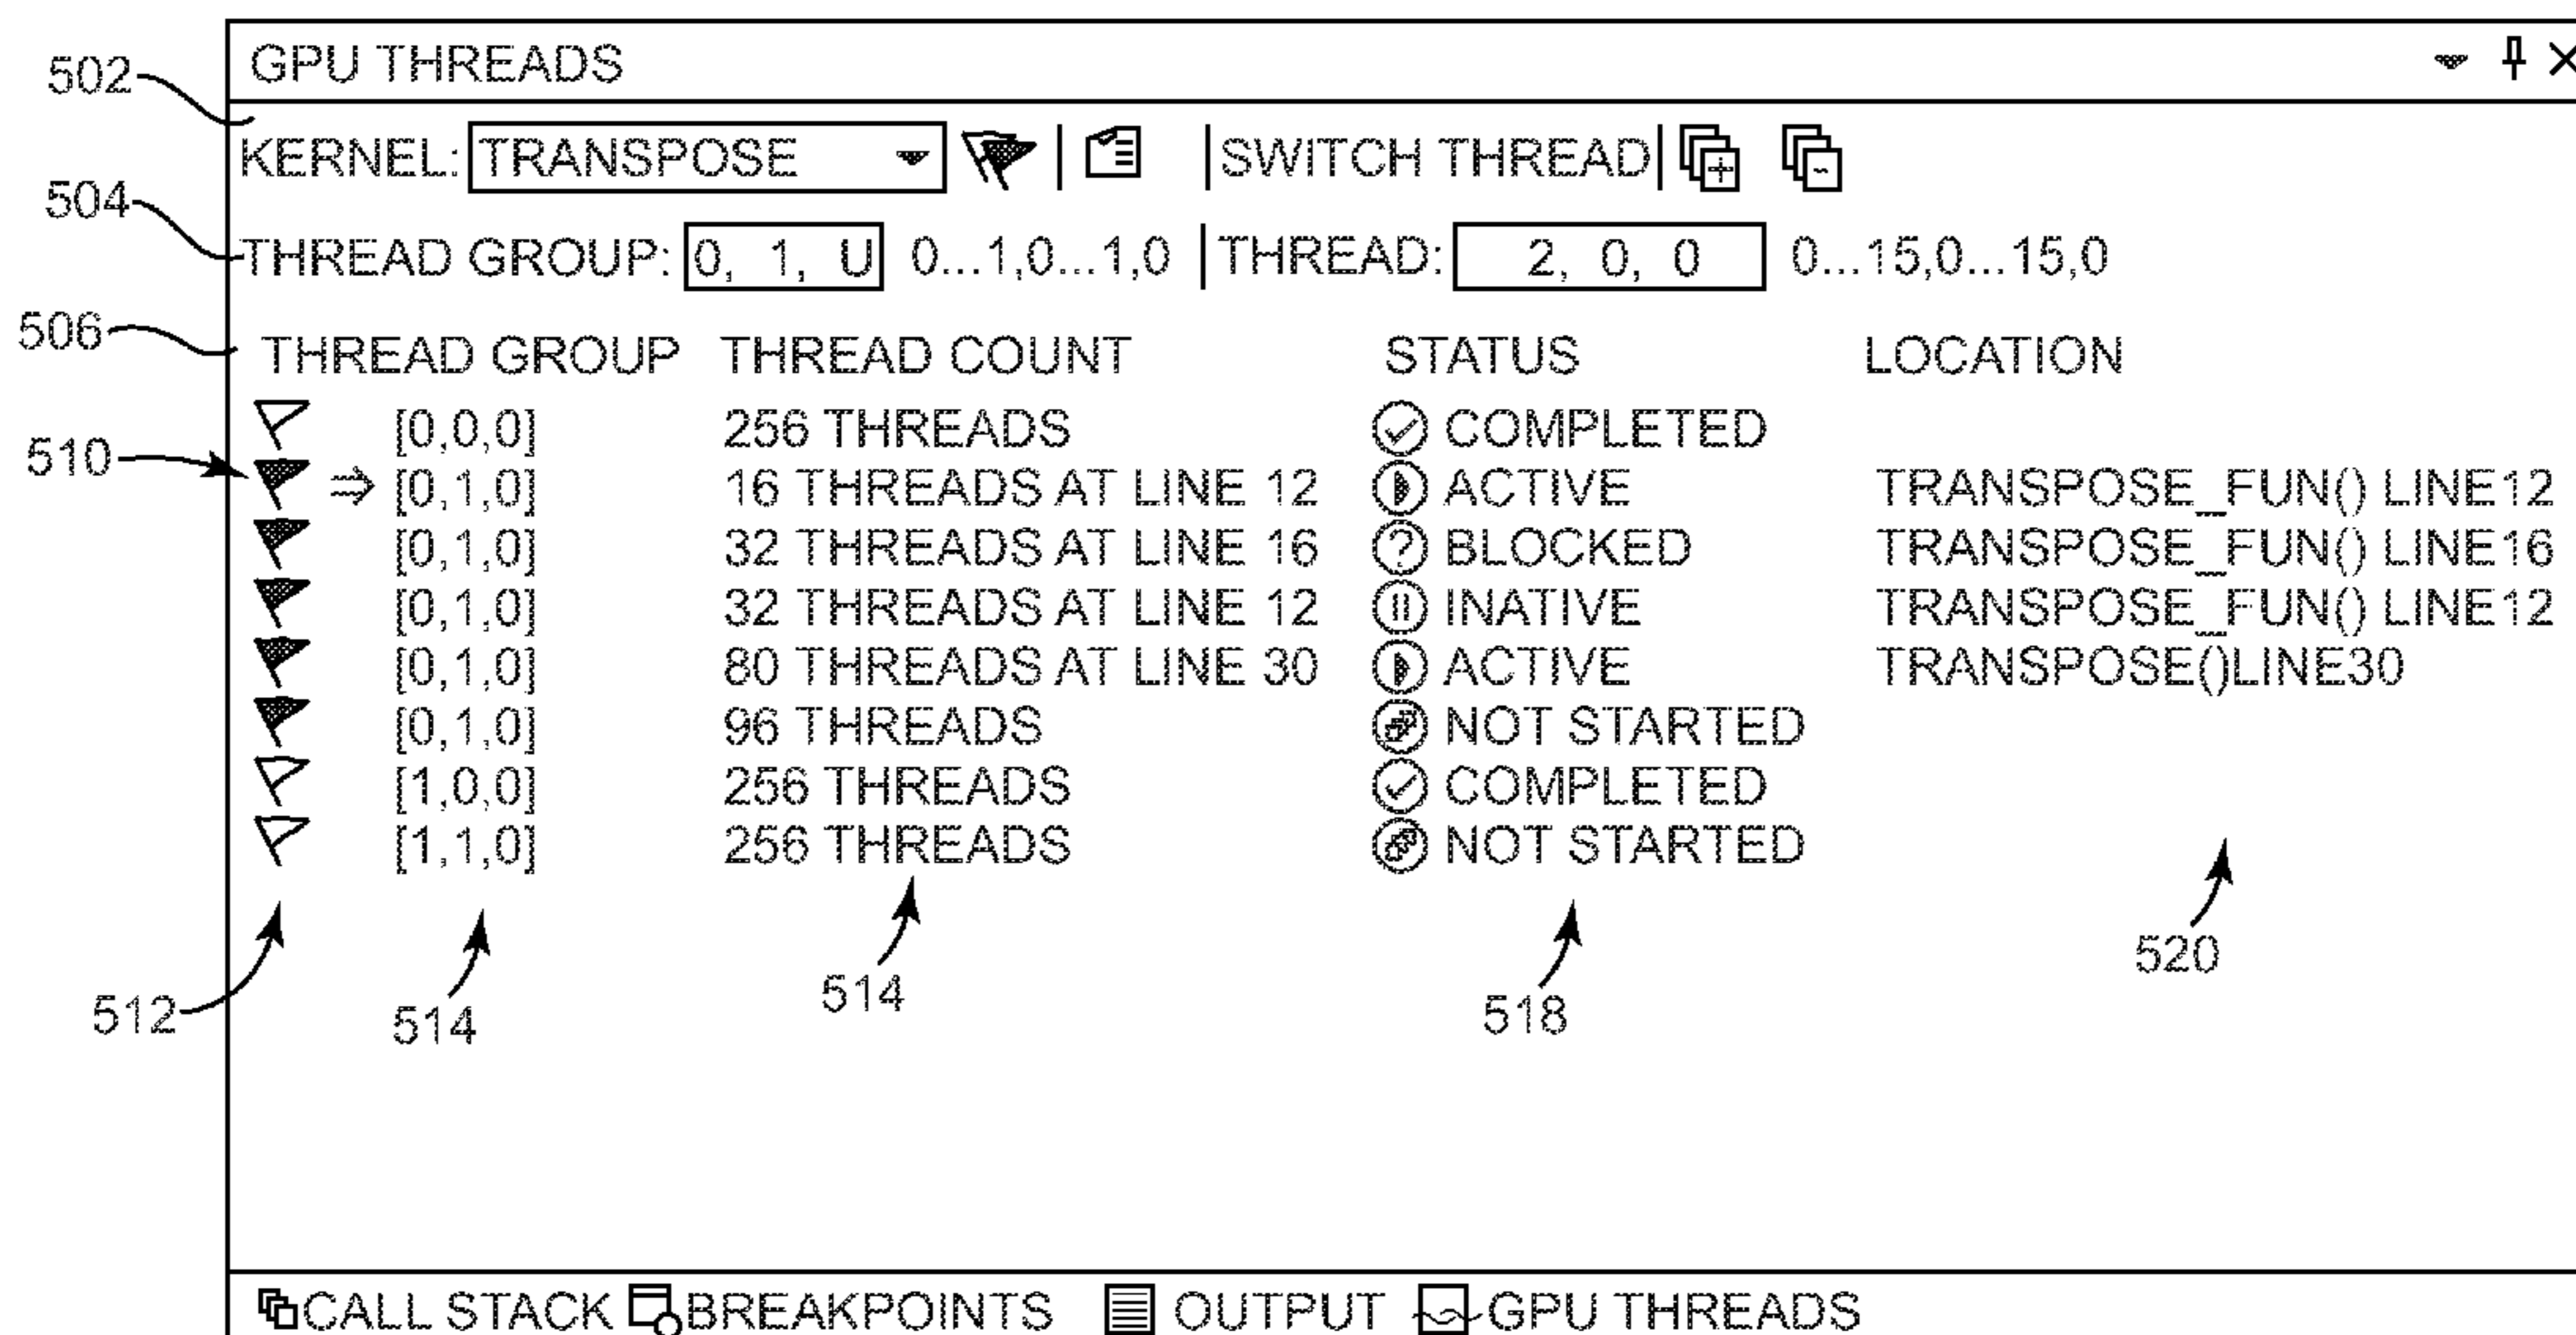 GPU THREADS
502
KERNEL: TRANSPOSE | | SWITCH THREAD |
504
THREAD GROUP: 0, 1, U 0...1,0...1,0 | THREAD: 2, 0, 0 0...15,0...15,0
506
THREAD GROUP THREAD COUNT STATUS LOCATION
[0,0,0] 256 THREADS COMPLETED
510
⇒ [0,1,0] 16 THREADS AT LINE 12 ACTIVE TRANSPOSE_FUN() LINE12
[0,1,0] 32 THREADS AT LINE 16 BLOCKED TRANSPOSE_FUN() LINE16
[0,1,0] 32 THREADS AT LINE 12 INATIVE TRANSPOSE_FUN() LINE12
[0,1,0] 80 THREADS AT LINE 30 ACTIVE TRANSPOSE()LINE30
[0,1,0] 96 THREADS NOT STARTED
[1,0,0] 256 THREADS COMPLETED
[1,1,0] 256 THREADS NOT STARTED
512 514 514 518 520
CALL STACK BREAKPOINTS OUTPUT GPU THREADS